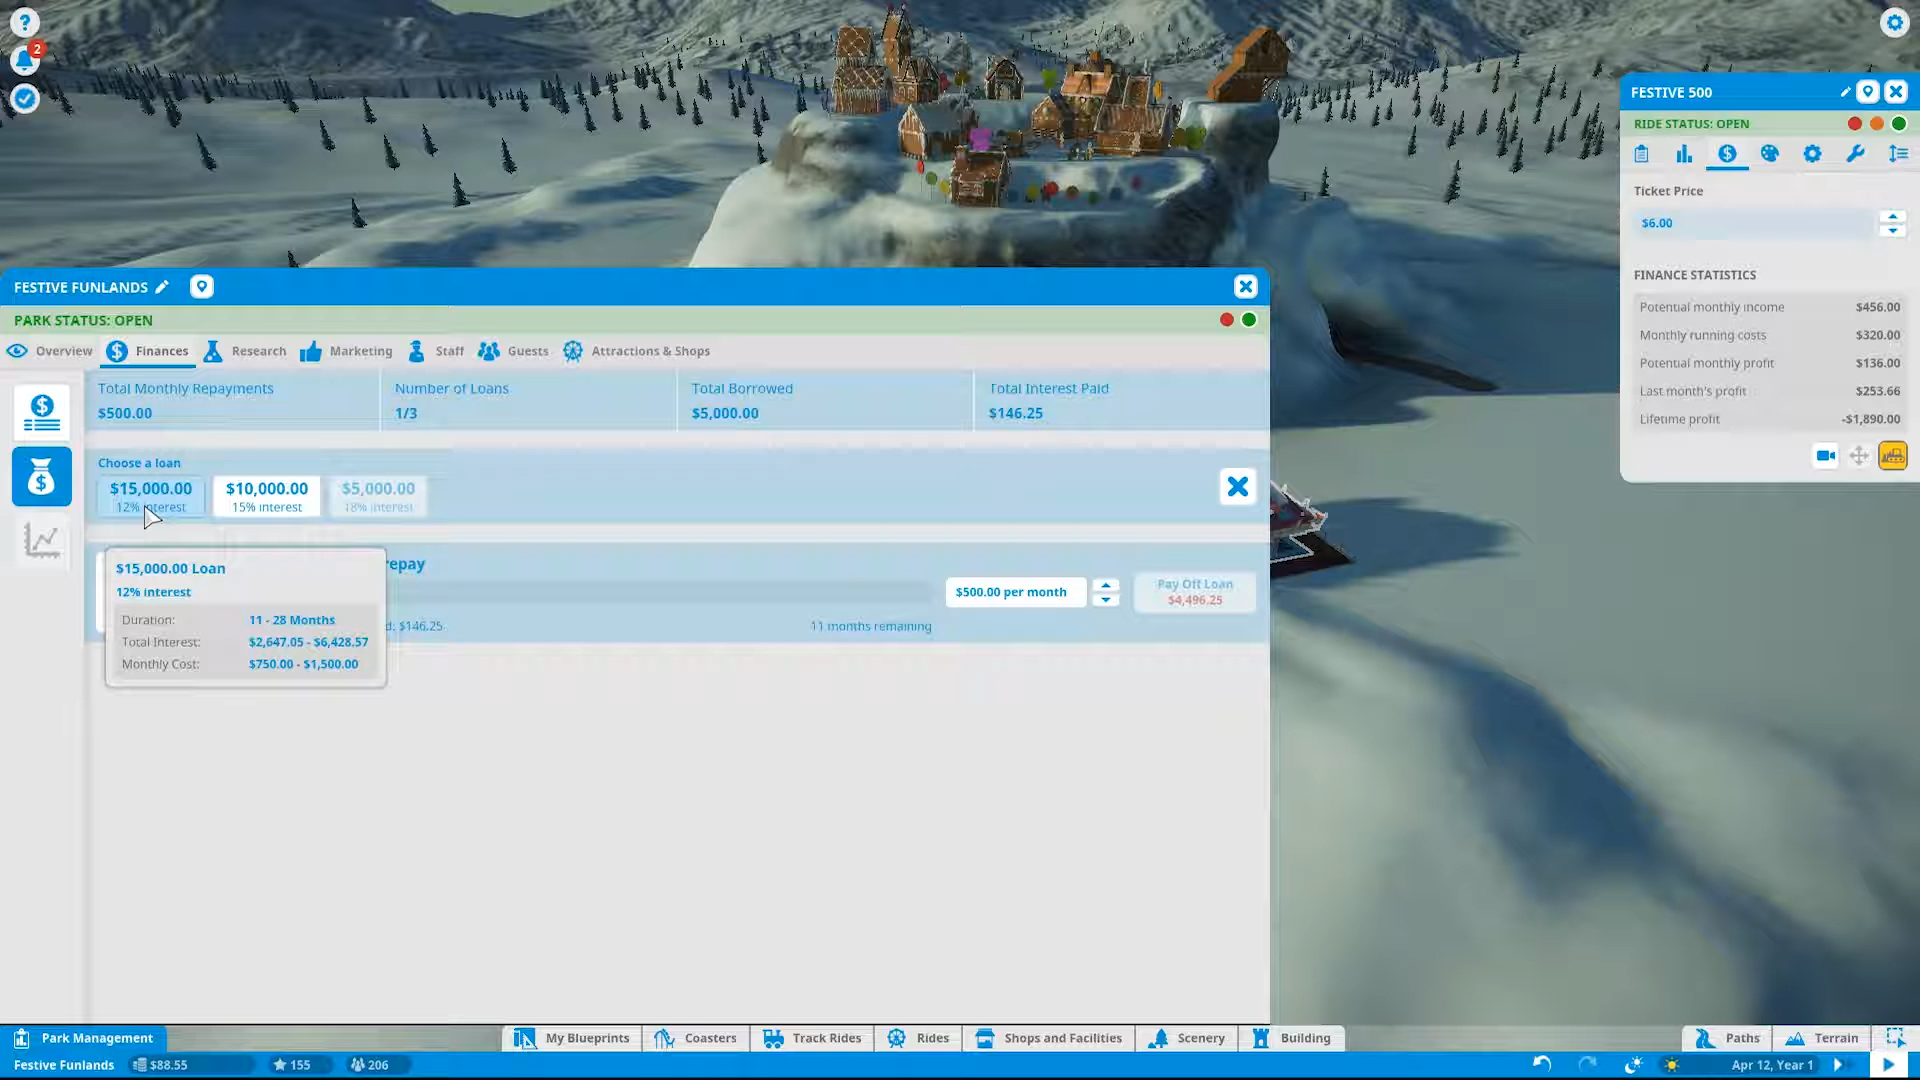 ?
2
FESTIVE 500
RIDE STATUS: OPEN
Ticket Price
$6.00
FINANCE STATISTICS
Potential monthly income $456.00
Monthly running costs $320.00
Potential monthly profit $136.00
Last month's profit $253.66
Lifetime profit -$1,890.00
FESTIVE FUNLANDS
PARK STATUS: OPEN
Overview Finances Research Marketing Staff Guests Attractions & Shops
Total Monthly Repayments Number of Loans Total Borrowed Total Interest Paid
$500.00 1/3 $5,000.00 $146.25
Choose a loan
$15,000.00 $10,000.00 $5,000.00
12% interest 15% interest 18% interest
$15,000.00 Loan
12% interest
Duration: 11 - 28 Months
Total Interest: $2,647.05 - $6,428.57
Monthly Cost: $750.00 - $1,500.00
repay
$500.00 per month
Pay Off Loan
$4,496.25
d: $146.25 11 months remaining
Park Management My Blueprints Coasters Track Rides Rides Shops and Facilities Scenery Building Paths Terrain
Festive Funlands $88.55 155 206 Apr 12, Year 1